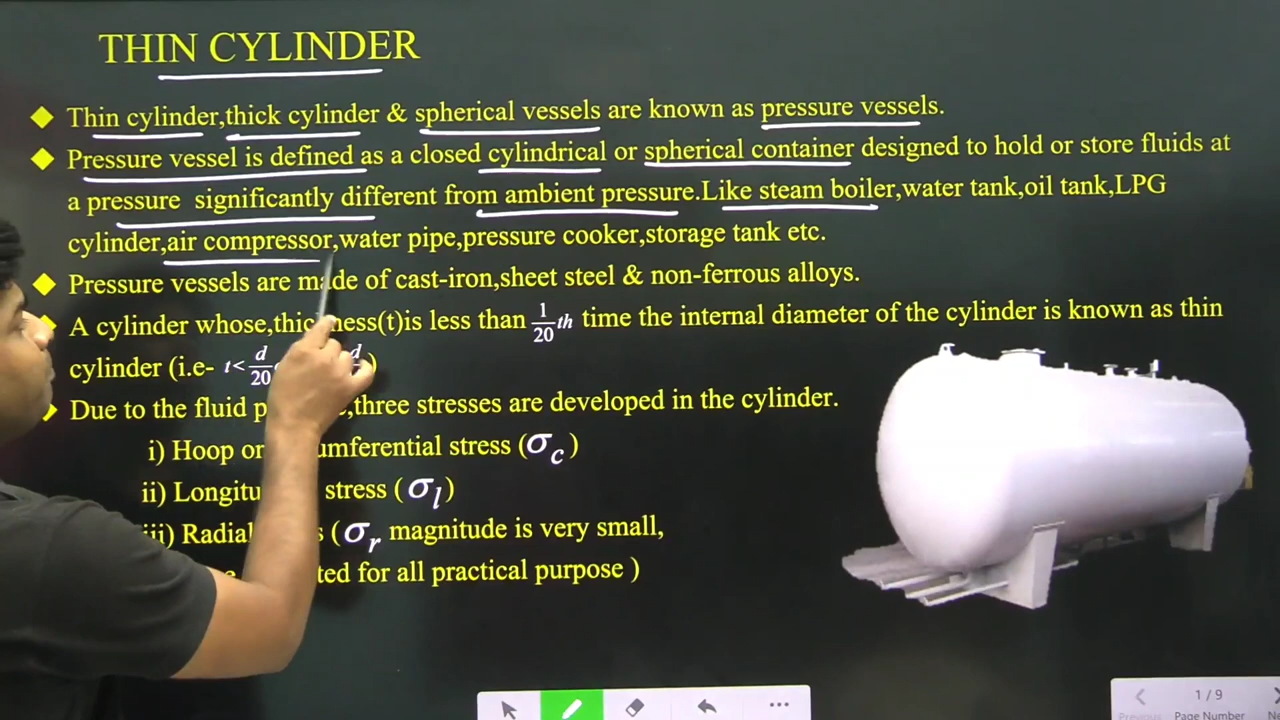 THIN CYLINDER
Thin cylinder,thick cylinder & spherical vessels are known as pressure vessels.
Pressure vessel is defined as a closed cylindrical or spherical container designed to hold or store fluids at
a pressure significantly different from ambient pressure.Like steam boiler,water tank,oil tank,LPG
cylinder,air compressor,water pipe,pressure cooker,storage tank etc.
Pressure vessels are made of cast-iron,sheet steel & non-ferrous alloys.
A cylinder whose,thickness(t)is less than 1/20 th time the internal diameter of the cylinder is known as thin
cylinder (i.e- t< d/20 d )
Due to the fluid p ,three stresses are developed in the cylinder.
i) Hoop or umferential stress (σc)
ii) Longitu stress (σl)
iii) Radial s (σr magnitude is very small,
ted for all practical purpose )
1 / 9
Previous Page Number